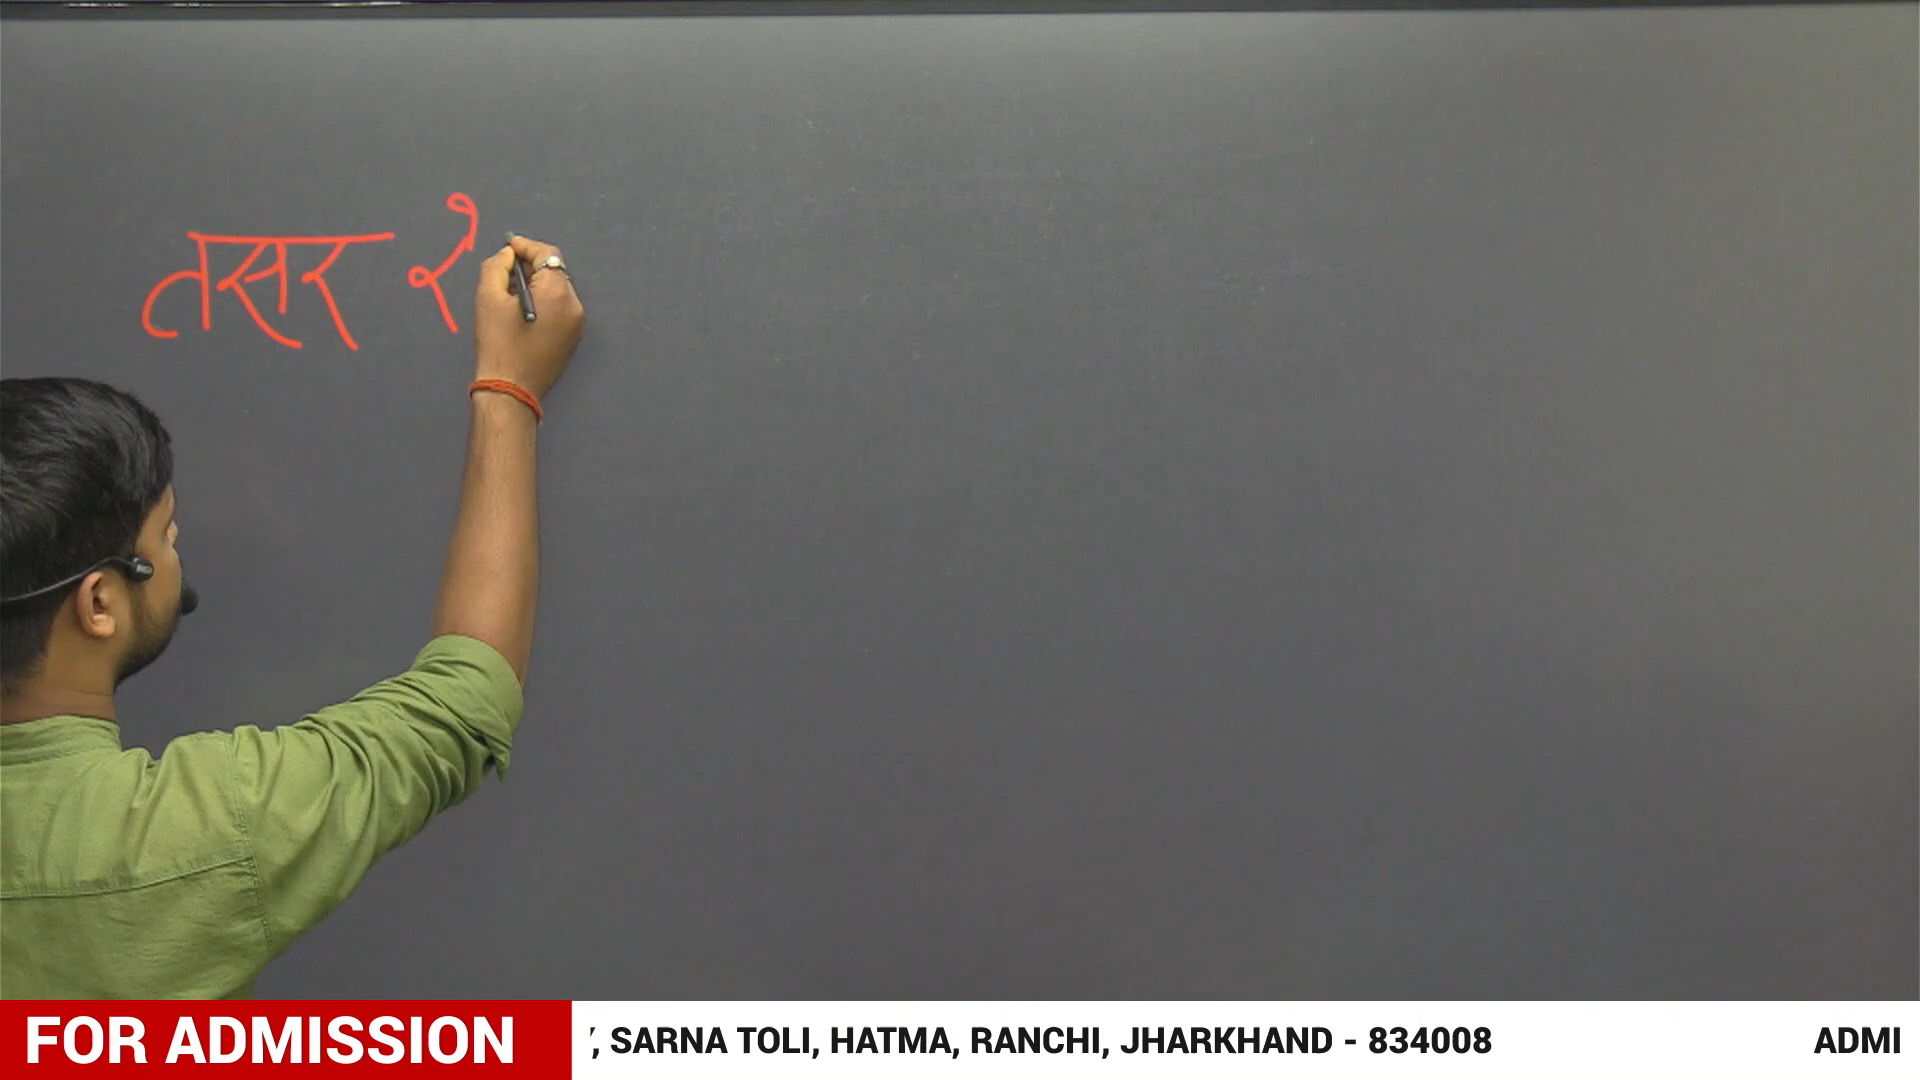 तसर रे
FOR ADMISSION
, SARNA TOLI, HATMA, RANCHI, JHARKHAND - 834008 ADMI